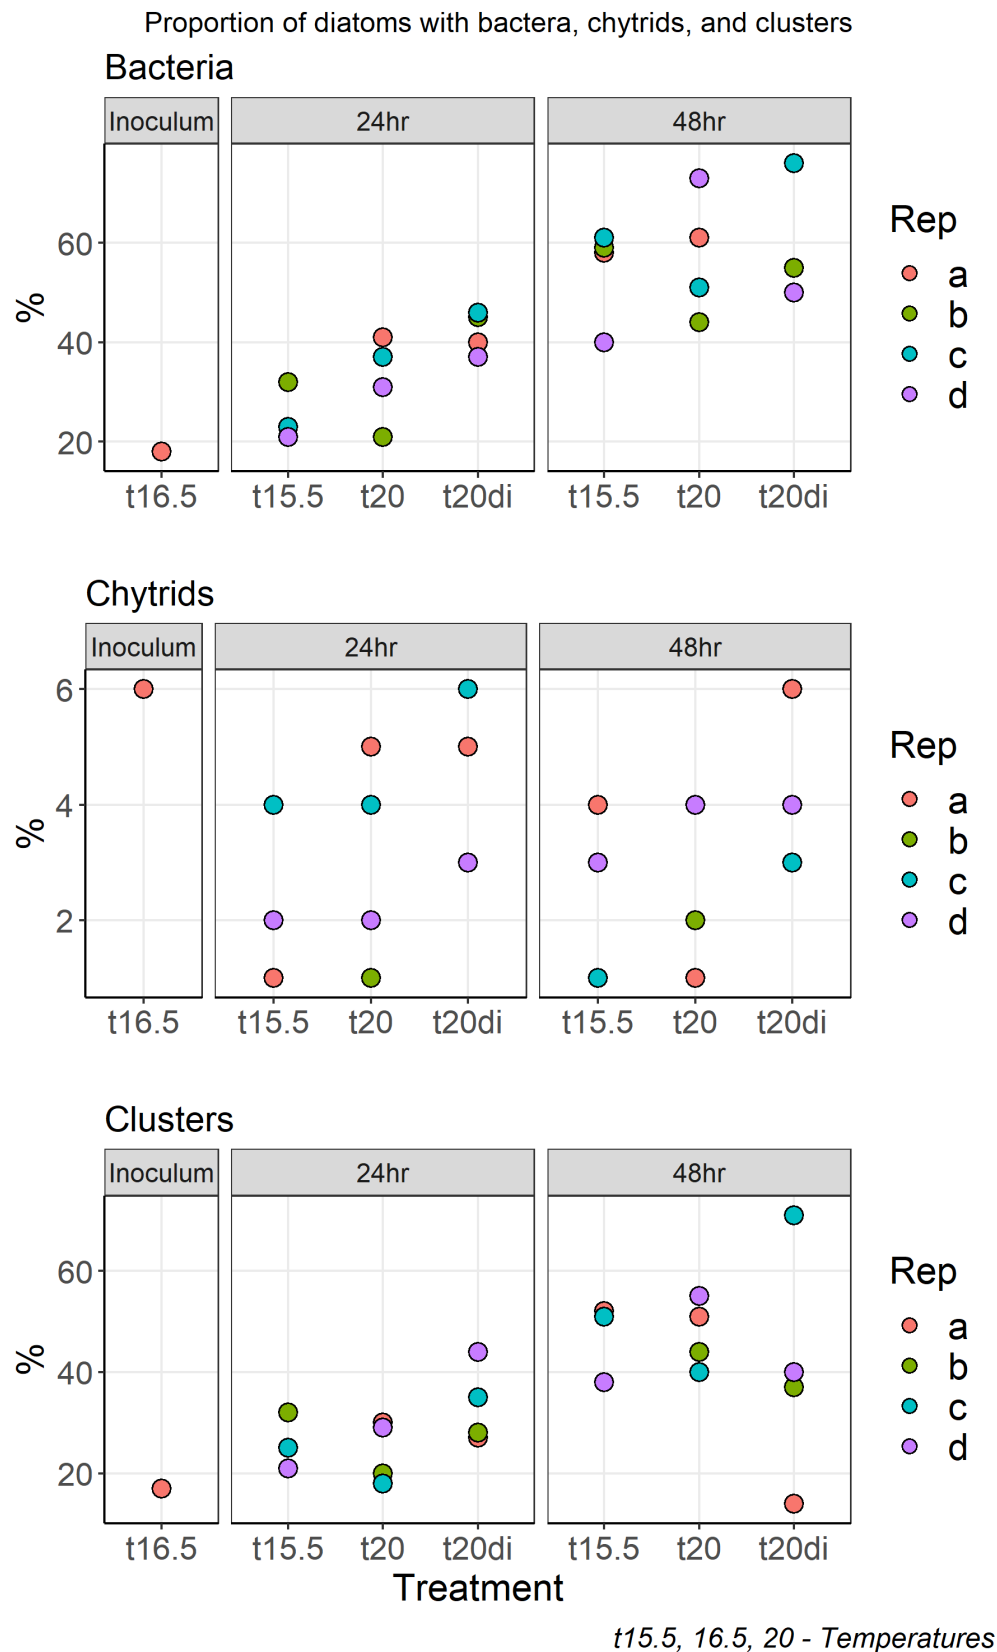 Proportion of diatoms with bactera, chytrids, and clusters
Bacteria
Inoculum 24hr 48hr
%
60
40
20
t16.5 t15.5 t20 t20di t15.5 t20 t20di
Rep
a
b
c
d
Chytrids
Inoculum 24hr 48hr
%
6
4
2
t16.5 t15.5 t20 t20di t15.5 t20 t20di
Rep
a
b
c
d
Clusters
Inoculum 24hr 48hr
%
60
40
20
t16.5 t15.5 t20 t20di t15.5 t20 t20di
Rep
a
b
c
d
Treatment
t15.5, 16.5, 20 - Temperatures